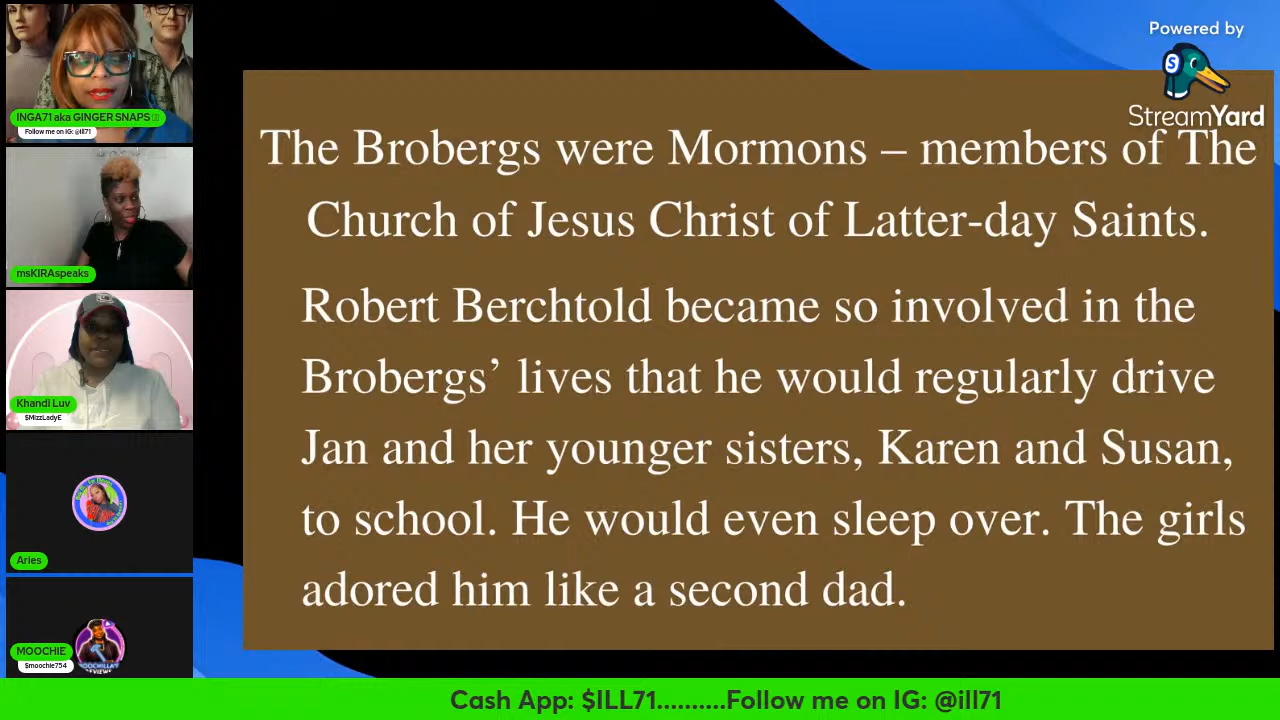 Powered by
StreamYard
INGA71 aka GINGER SNAPS
Follow me on IG: @ill71
msKIRAspeaks
Khandi Luv
$MizzLadyE
Aries
MOOCHIE
$moochie754
The Brobergs were Mormons – members of The
Church of Jesus Christ of Latter-day Saints.
Robert Berchtold became so involved in the
Brobergs’ lives that he would regularly drive
Jan and her younger sisters, Karen and Susan,
to school. He would even sleep over. The girls
adored him like a second dad.
Cash App: $ILL71..........Follow me on IG: @ill71